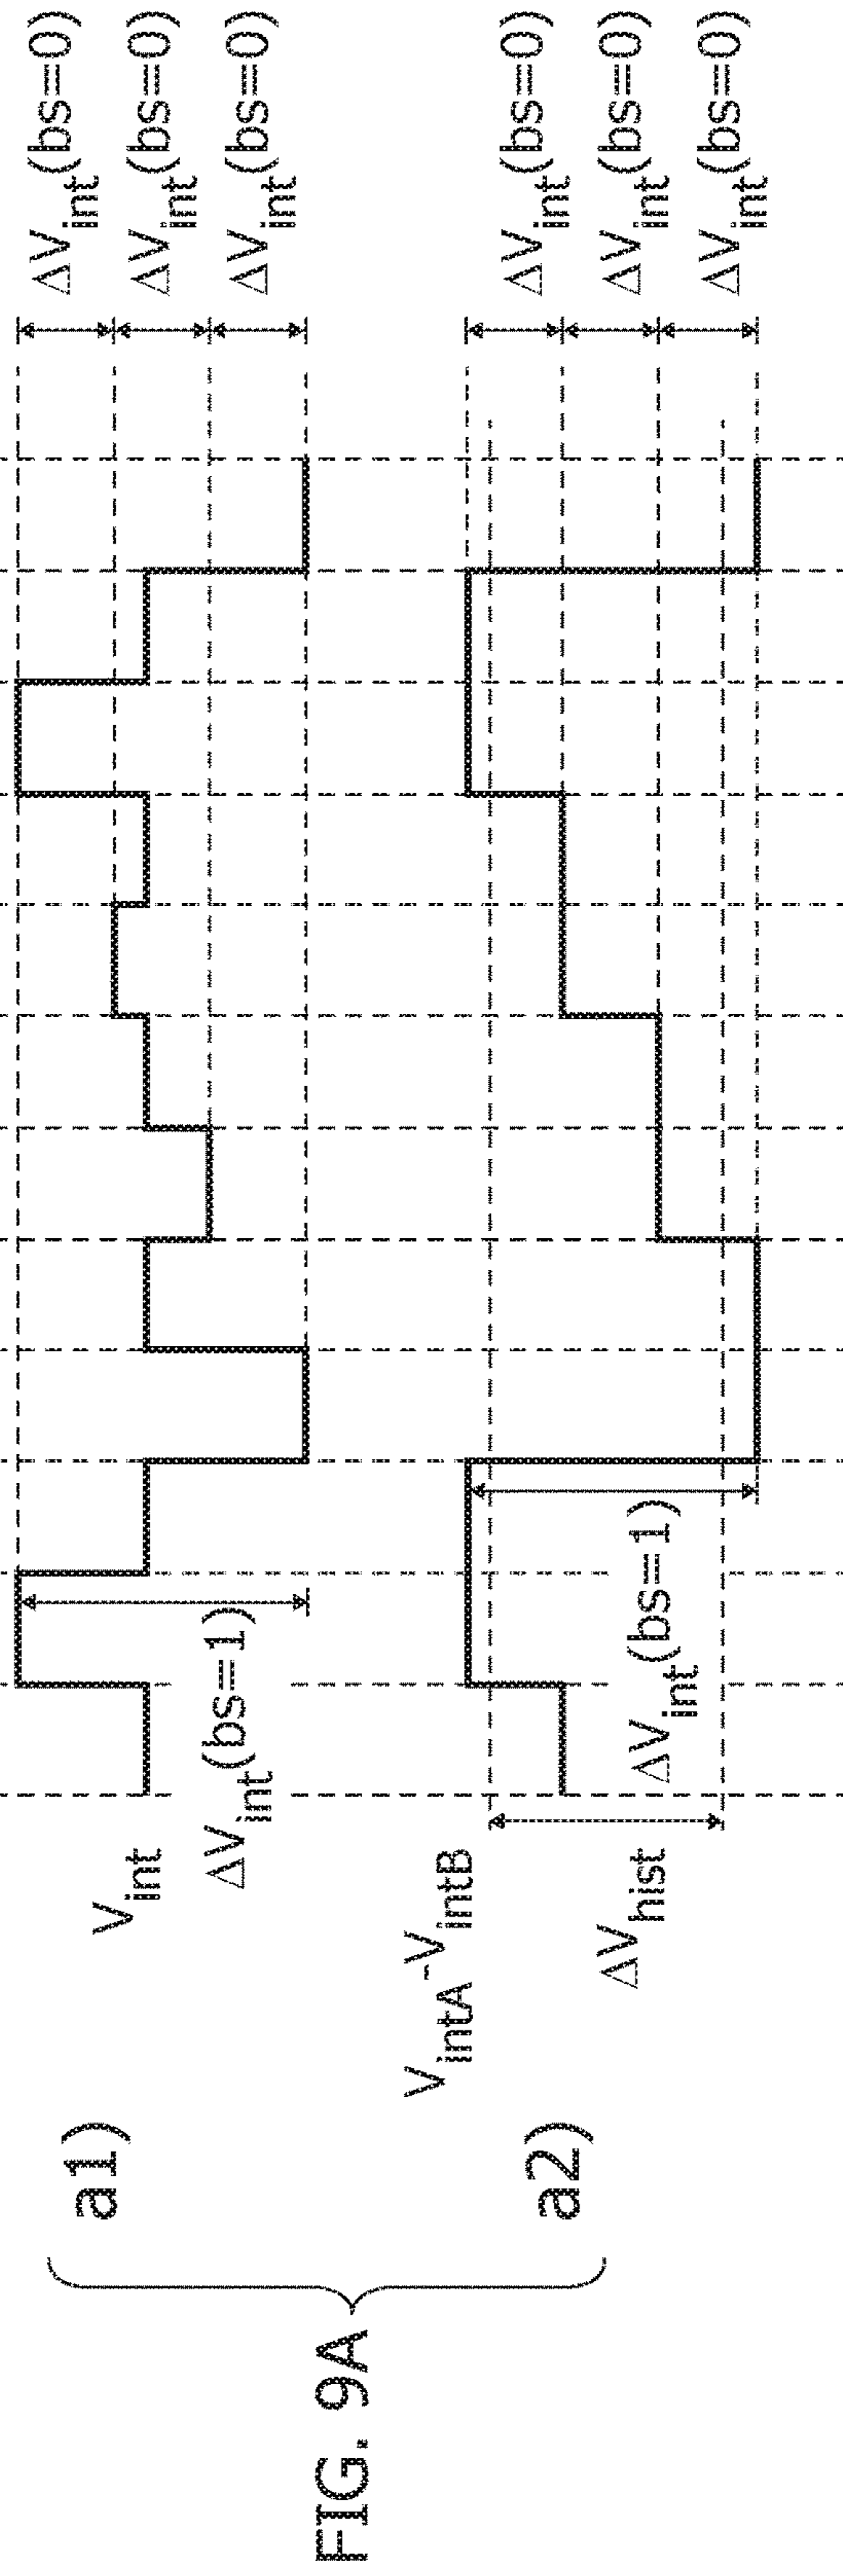 FIG. 9A
a1)
V_int
ΔV_int(bs=1)
ΔV_int(bs=0)
ΔV_int(bs=0)
ΔV_int(bs=0)
a2)
V_intA-V_intB
ΔV_hist
ΔV_int(bs=1)
ΔV_int(bs=0)
ΔV_int(bs=0)
ΔV_int(bs=0)